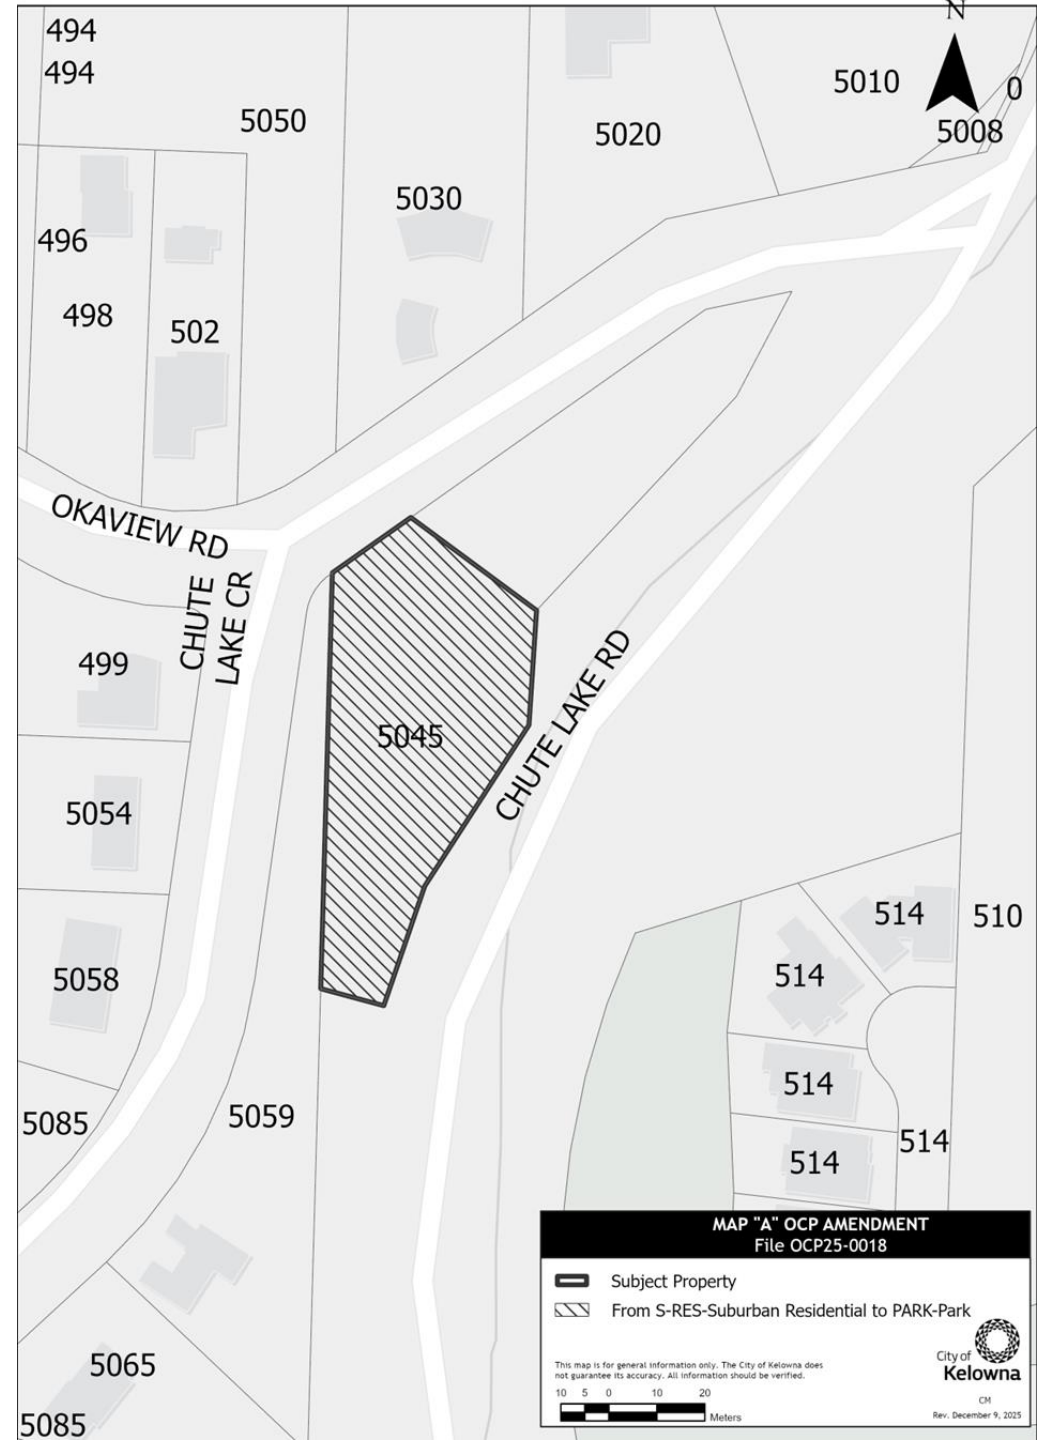 N
494
494
5050
5010
0
5008
5020
5030
496
498
502
OKAVIEW RD
CHUTE
LAKE CR
499
CHUTE LAKE RD
5045
5054
514
510
5058
514
514
5085
5059
514
514
5065
5085
MAP "A" OCP AMENDMENT
File OCP25-0018
Subject Property
From S-RES-Suburban Residential to PARK-Park
This map is for general information only. The City of Kelowna does
not guarantee its accuracy. All information should be verified.
10 5 0 10 20
Meters
City of
Kelowna
CM
Rev. December 9, 2025